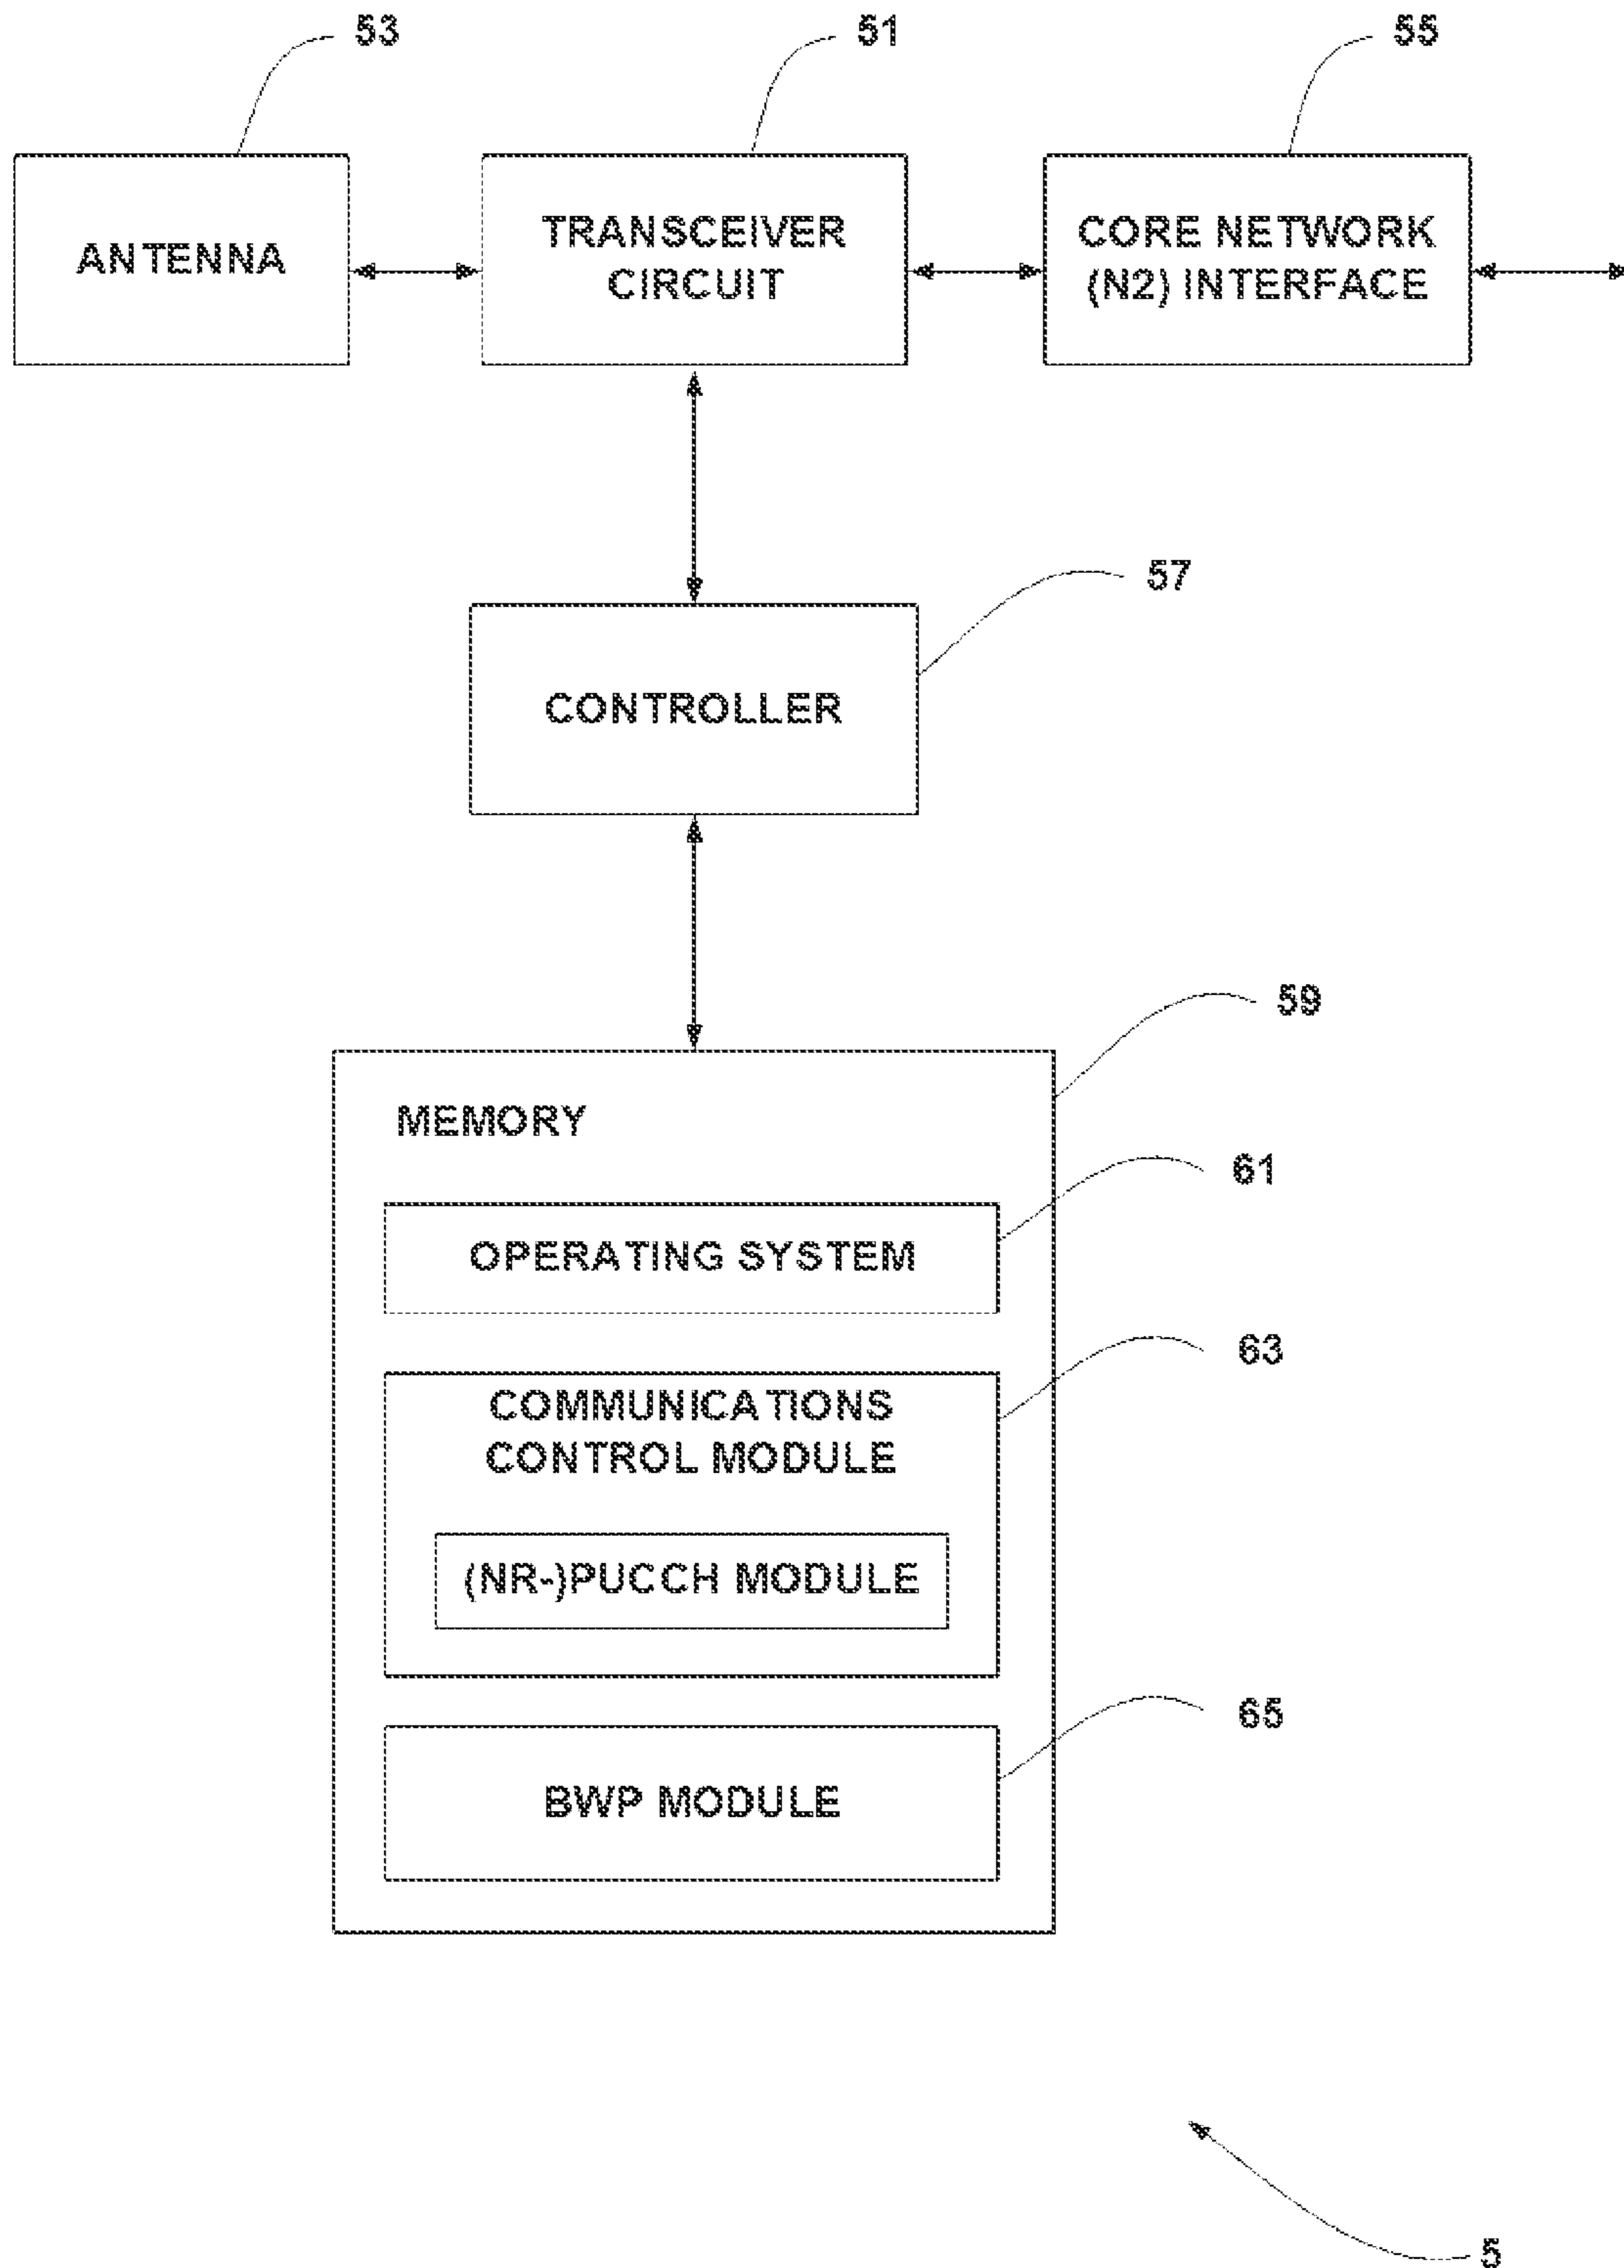 53
51
55
ANTENNA
TRANSCEIVER
CIRCUIT
CORE NETWORK
(N2) INTERFACE
57
CONTROLLER
59
MEMORY
61
OPERATING SYSTEM
63
COMMUNICATIONS
CONTROL MODULE
(NR-)PUCCH MODULE
65
BWP MODULE
5